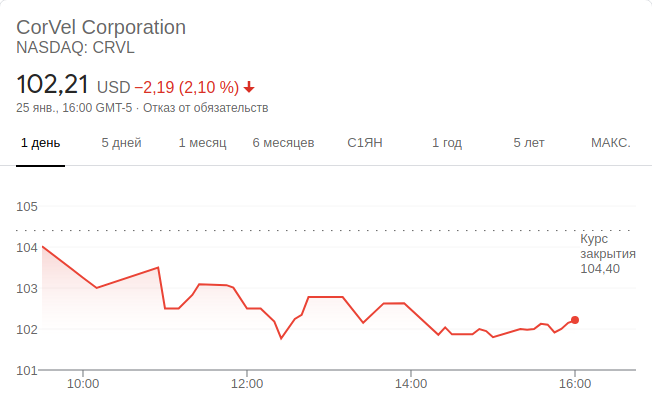 CorVel Corporation
NASDAQ: CRVL
102,21 USD −2,19 (2,10 %)
25 янв., 16:00 GMT-5 · Отказ от обязательств
1 день 5 дней 1 месяц 6 месяцев С1ЯН 1 год 5 лет МАКС.
105
104
103
102
101
Курс
закрытия
104,40
10:00 12:00 14:00 16:00